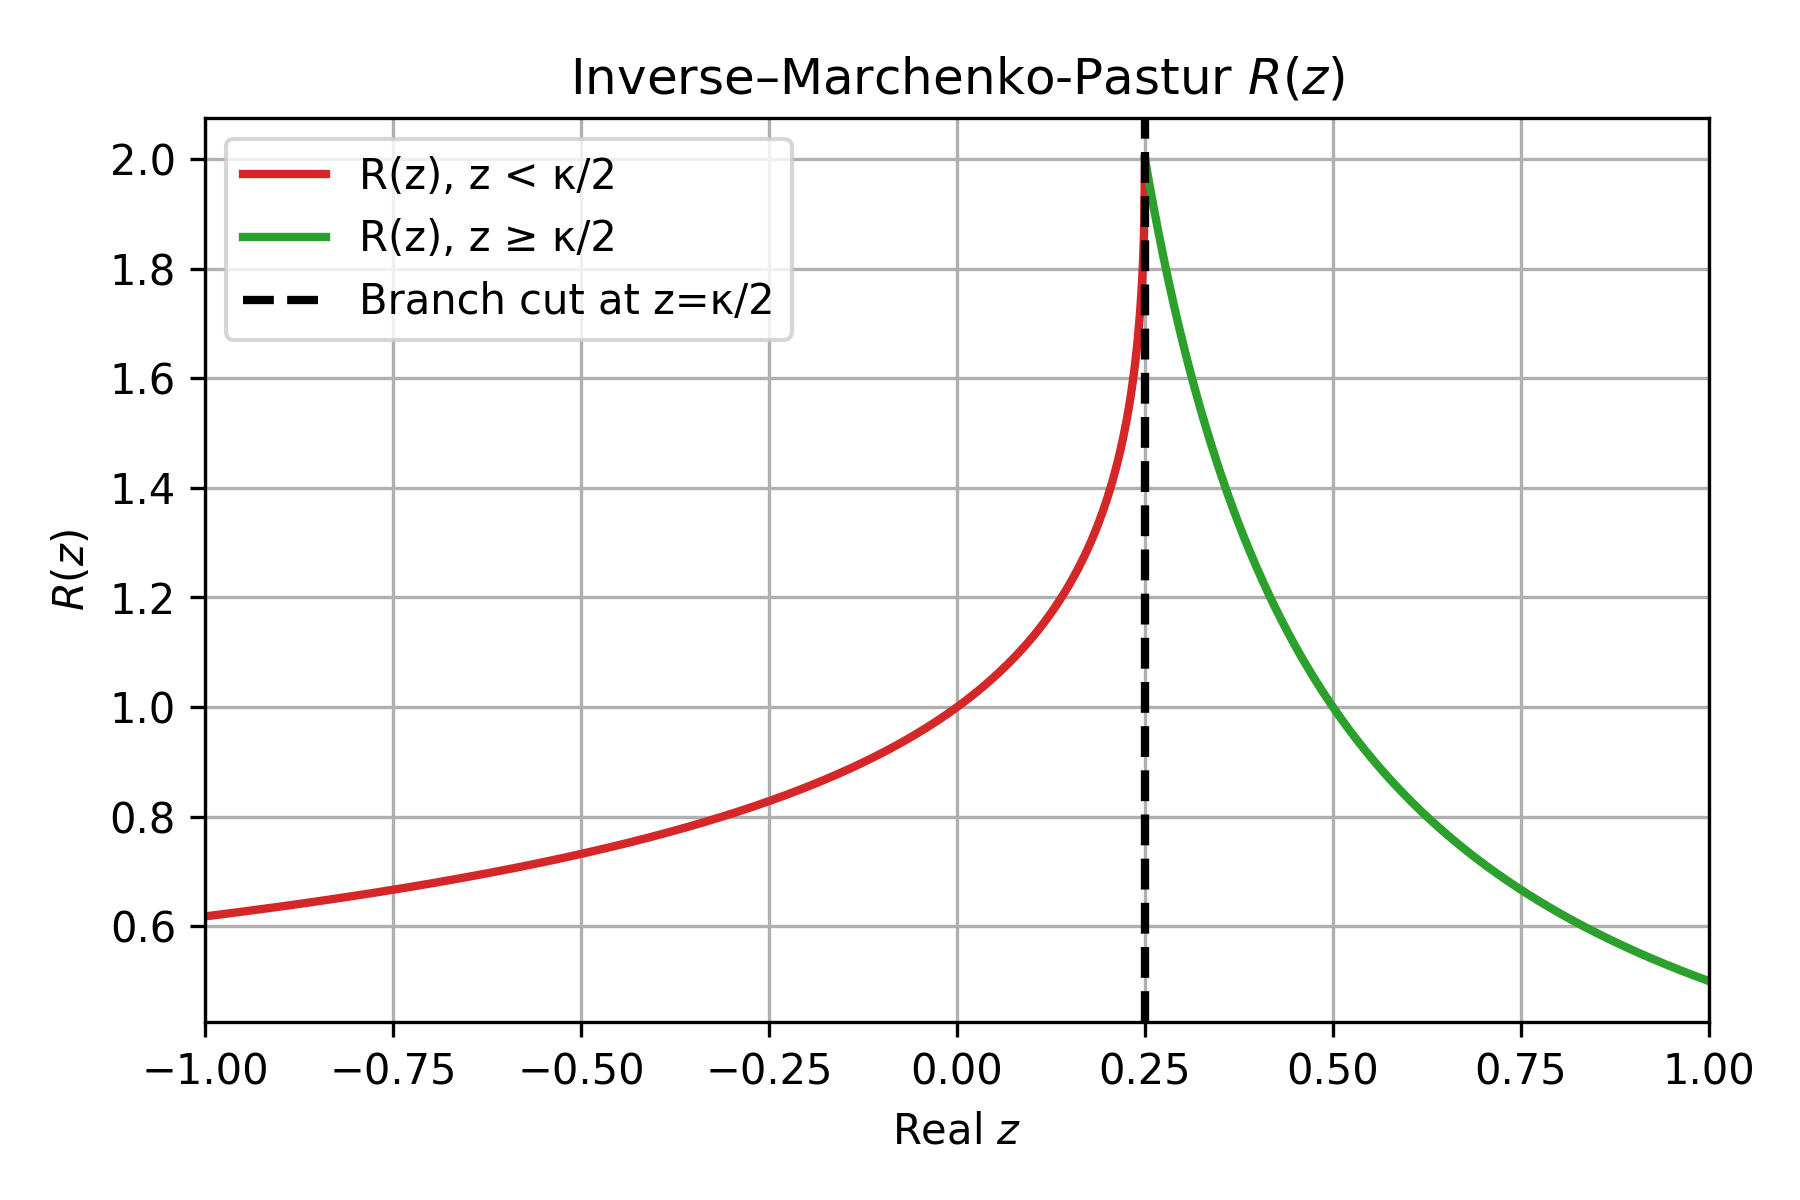 Inverse–Marchenko-Pastur R(z)
R(z), z < κ/2
R(z), z ≥ κ/2
Branch cut at z=κ/2
R(z)
2.0
1.8
1.6
1.4
1.2
1.0
0.8
0.6
−1.00 −0.75 −0.50 −0.25 0.00 0.25 0.50 0.75 1.00
Real z